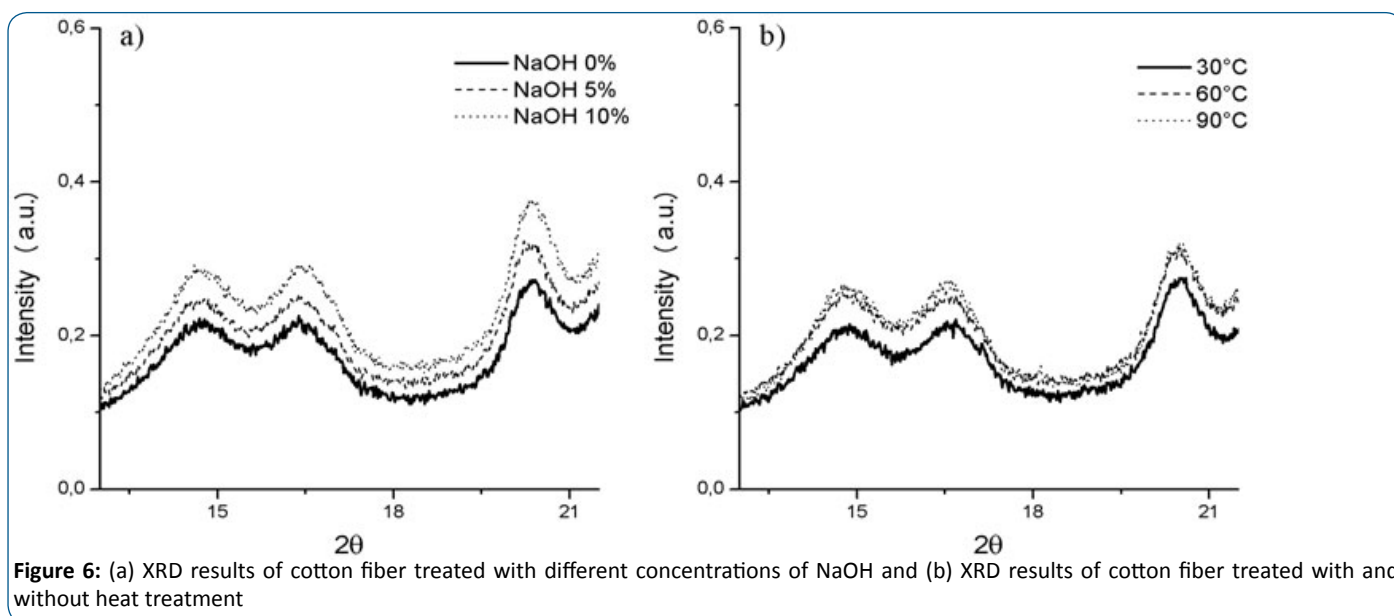 a)
NaOH 0%
NaOH 5%
NaOH 10%
0,6
0,4
0,2
0,0
Intensity ( a.u.)
15 18 21
2θ
b)
30°C
60°C
90°C
0,6
0,4
0,2
0,0
Intensity ( a.u.)
15 18 21
2θ
Figure 6: (a) XRD results of cotton fiber treated with different concentrations of NaOH and (b) XRD results of cotton fiber treated with and
without heat treatment